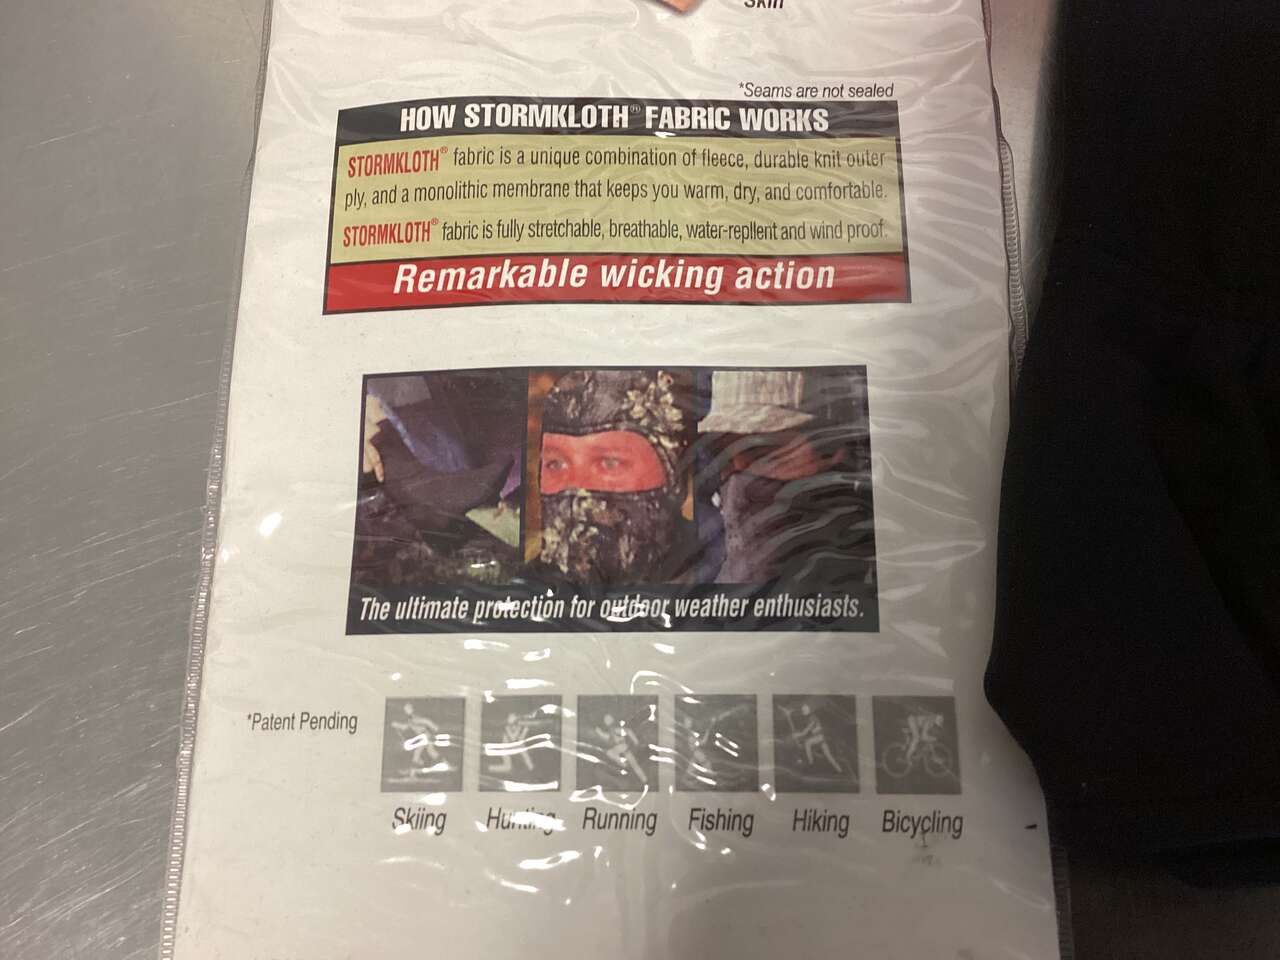 Skin
*Seams are not sealed
HOW STORMKLOTH® FABRIC WORKS
STORMKLOTH® fabric is a unique combination of fleece, durable knit outer
ply, and a monolithic membrane that keeps you warm, dry, and comfortable.
STORMKLOTH® fabric is fully stretchable, breathable, water-repllent and wind proof.
Remarkable wicking action
The ultimate protection for outdoor weather enthusiasts.
*Patent Pending
Skiing Hunting Running Fishing Hiking Bicycling